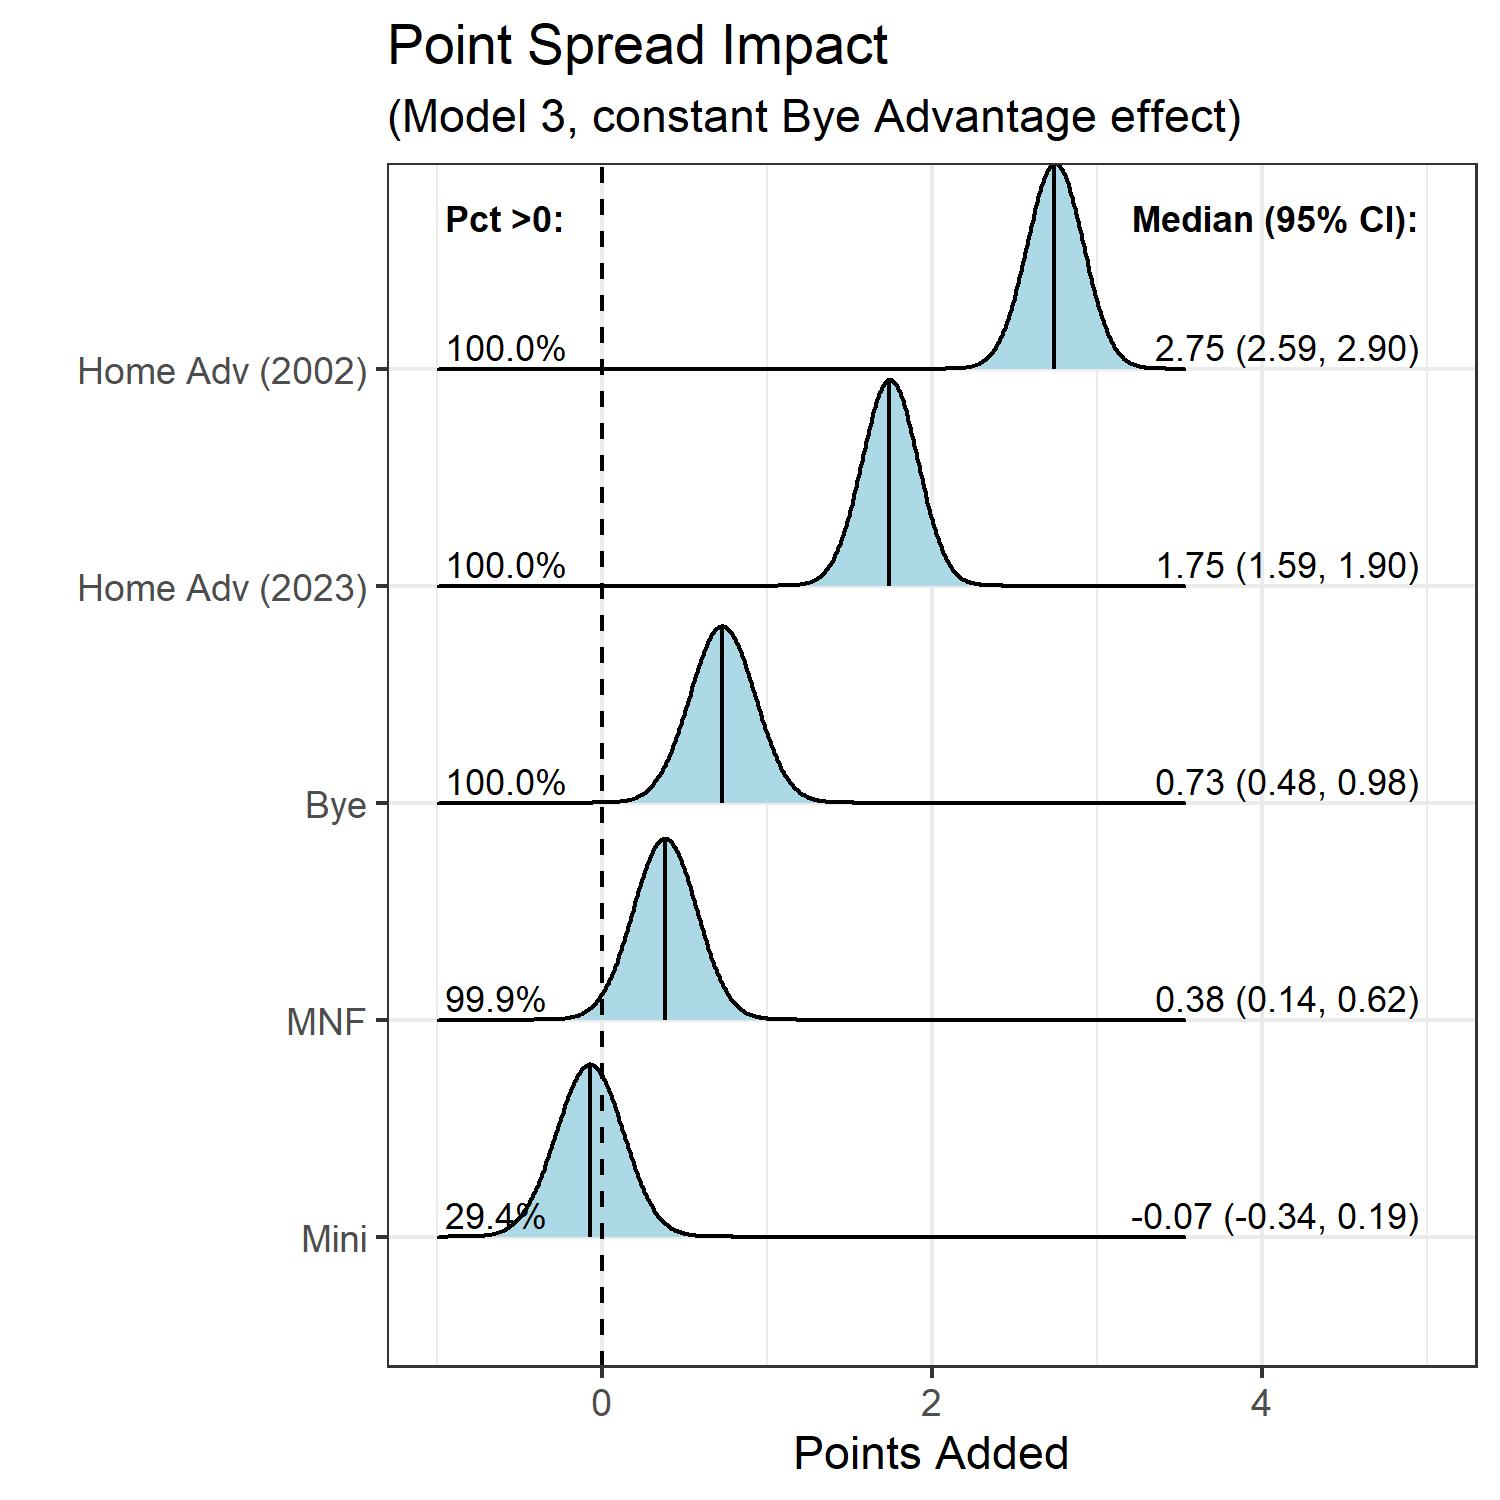 Point Spread Impact
(Model 3, constant Bye Advantage effect)
Pct >0:
Median (95% CI):
Home Adv (2002)
100.0%
2.75 (2.59, 2.90)
Home Adv (2023)
100.0%
1.75 (1.59, 1.90)
Bye
100.0%
0.73 (0.48, 0.98)
MNF
99.9%
0.38 (0.14, 0.62)
Mini
29.4%
-0.07 (-0.34, 0.19)
0
2
4
Points Added